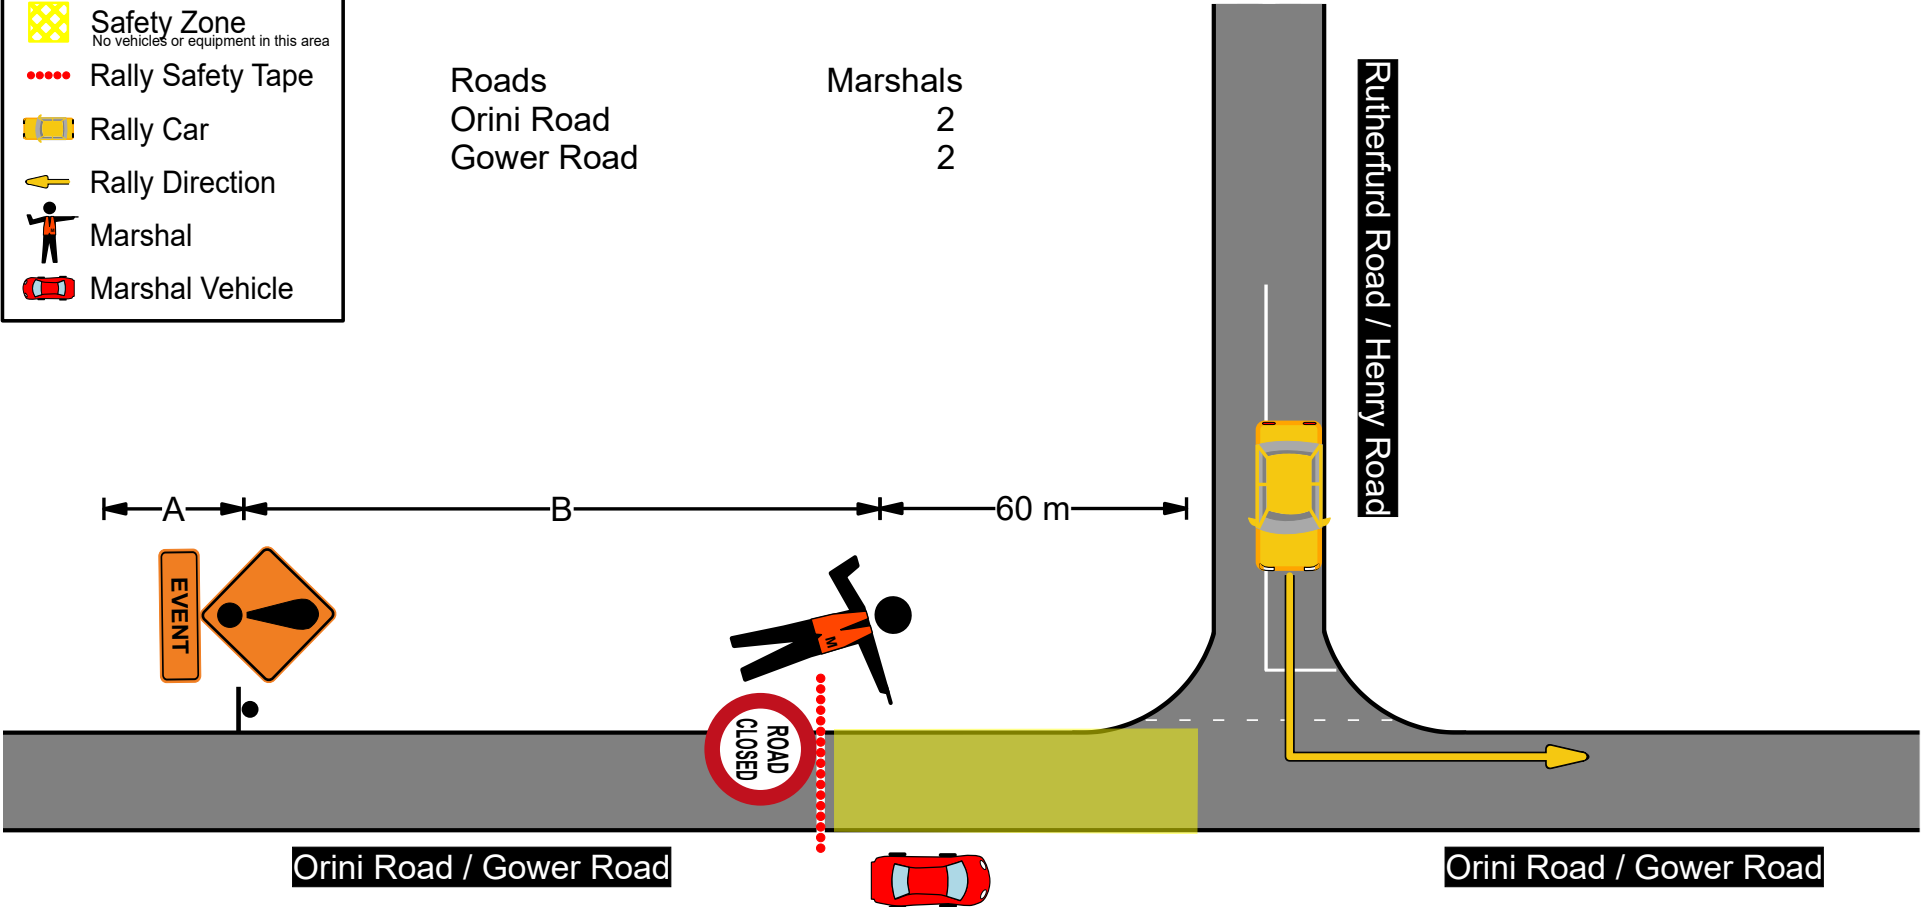 Safety Zone
No vehicles or equipment in this area
Rally Safety Tape
Rally Car
Rally Direction
Marshal
Marshal Vehicle
Roads Marshals
Orini Road 2
Gower Road 2
Rutherfurd Road / Henry Road
A B 60 m
EVENT
M
ROAD
CLOSED
Orini Road / Gower Road
Orini Road / Gower Road